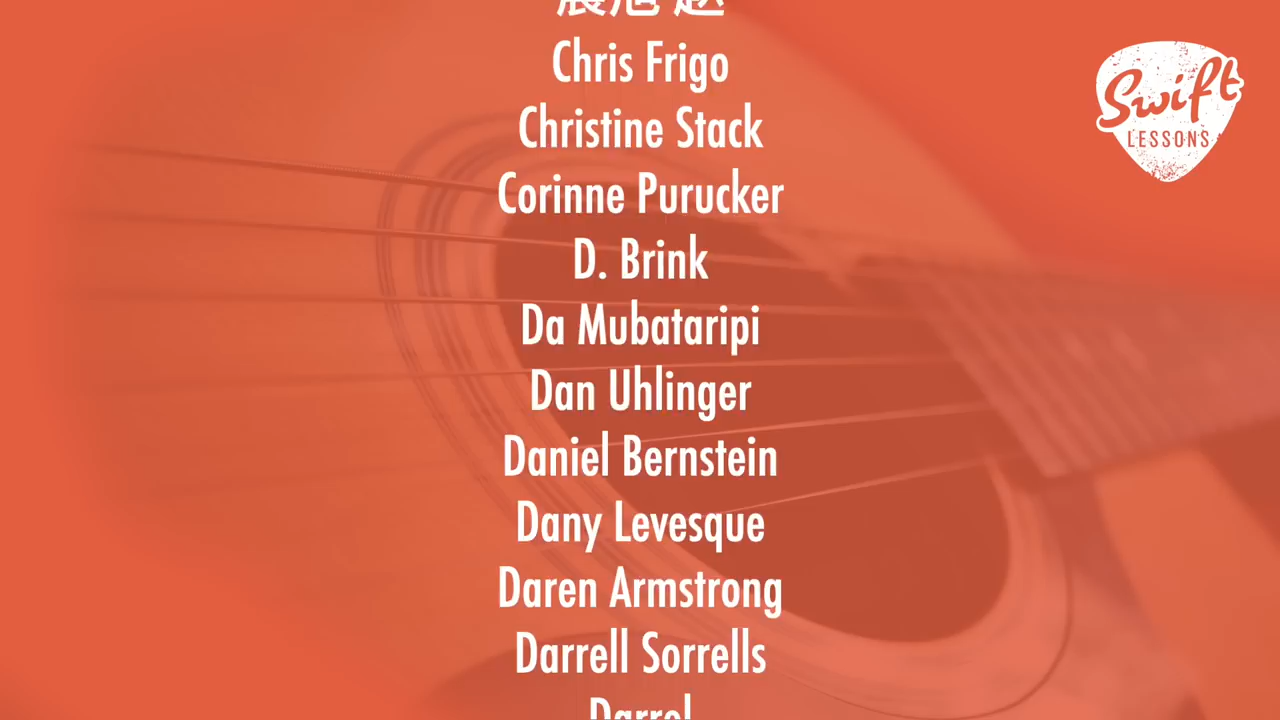 Chris Frigo
Christine Stack
Corinne Purucker
D. Brink
Da Mubataripi
Dan Uhlinger
Daniel Bernstein
Dany Levesque
Daren Armstrong
Darrell Sorrells
Swift
LESSONS